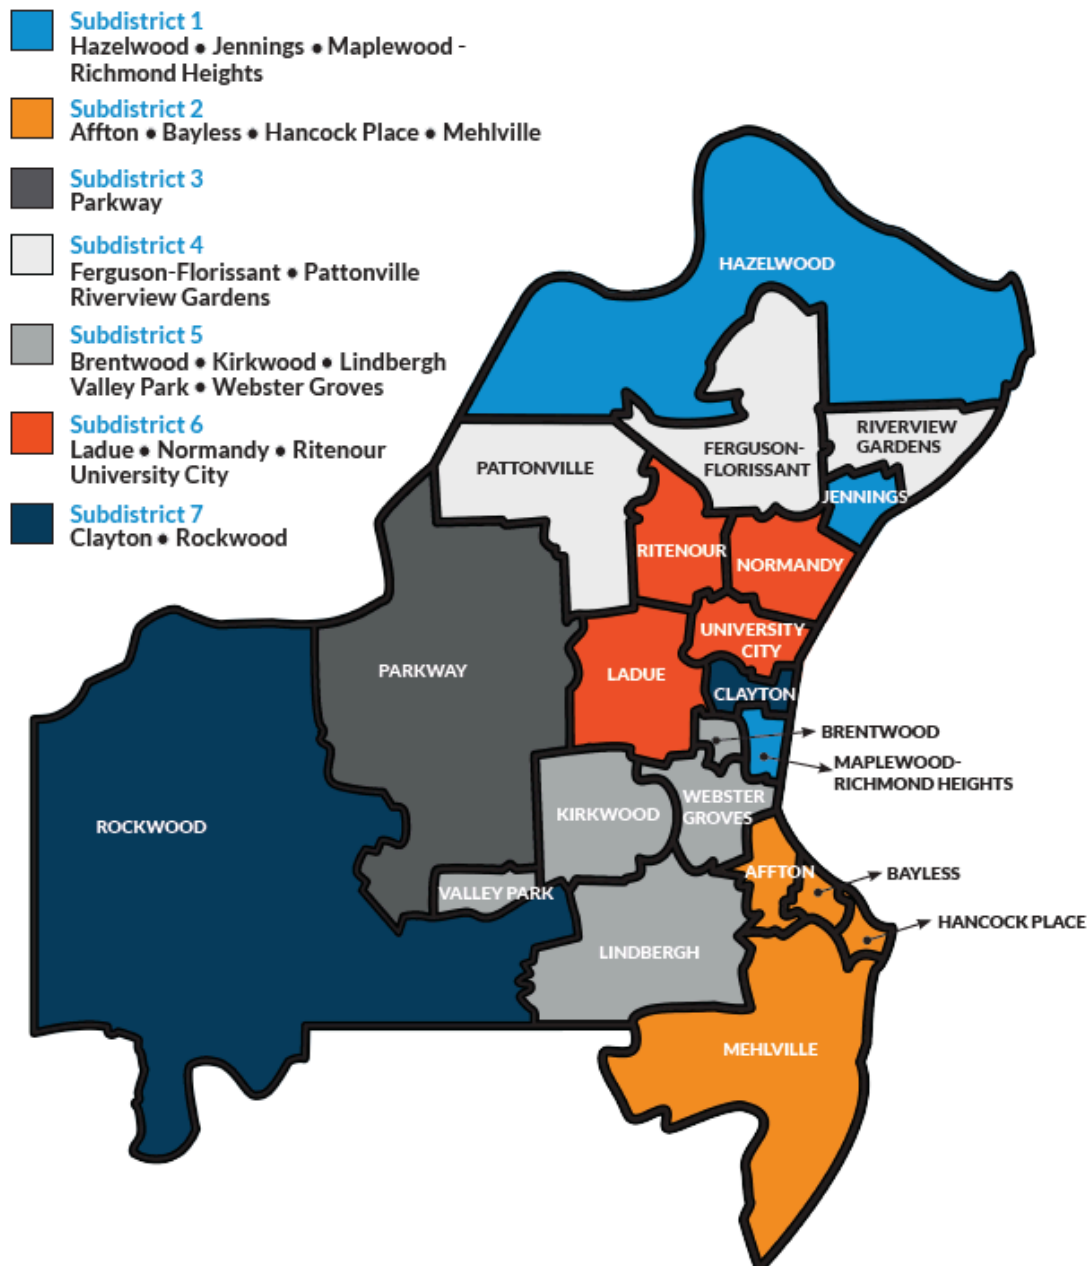 Subdistrict 1
Hazelwood • Jennings • Maplewood -
Richmond Heights
Subdistrict 2
Affton • Bayless • Hancock Place • Mehlville
Subdistrict 3
Parkway
Subdistrict 4
Ferguson-Florissant • Pattonville
Riverview Gardens
Subdistrict 5
Brentwood • Kirkwood • Lindbergh
Valley Park • Webster Groves
Subdistrict 6
Ladue • Normandy • Ritenour
University City
Subdistrict 7
Clayton • Rockwood
HAZELWOOD
RIVERVIEW
GARDENS
FERGUSON-
FLORISSANT
PATTONVILLE
JENNINGS
RITENOUR
NORMANDY
UNIVERSITY
CITY
PARKWAY
LADUE
CLAYTON
BRENTWOOD
MAPLEWOOD-
RICHMOND HEIGHTS
WEBSTER
GROVES
KIRKWOOD
ROCKWOOD
AFFTON
BAYLESS
VALLEY PARK
HANCOCK PLACE
LINDBERGH
MEHLVILLE